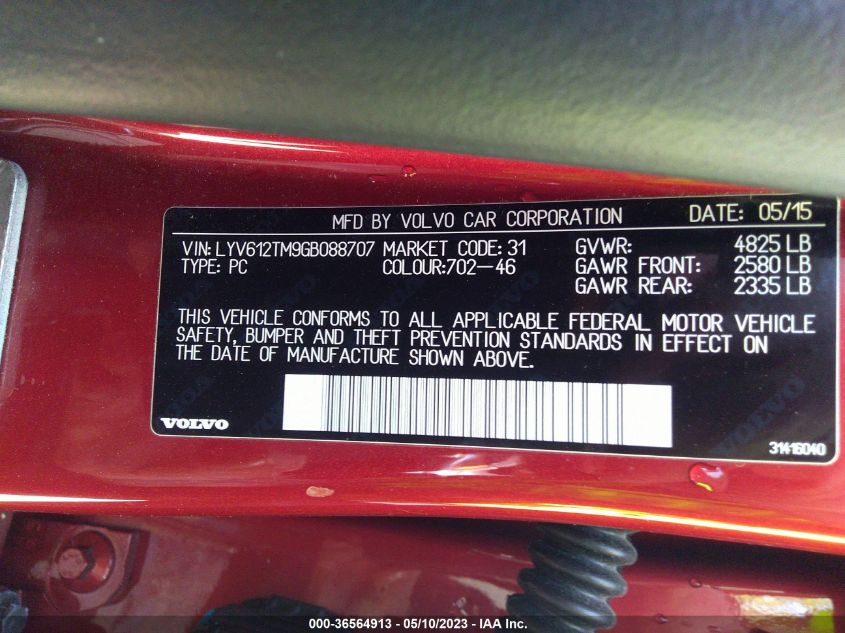 MFD BY VOLVO CAR CORPORATION DATE: 05/15
VIN: LYV612TM9GB088707 MARKET CODE: 31 GVWR: 4825 LB
TYPE: PC COLOUR:702-46 GAWR FRONT: 2580 LB
GAWR REAR: 2335 LB
THIS VEHICLE CONFORMS TO ALL APPLICABLE FEDERAL MOTOR VEHICLE
SAFETY, BUMPER AND THEFT PREVENTION STANDARDS IN EFFECT ON
THE DATE OF MANUFACTURE SHOWN ABOVE.
VOLVO
31416040
000-36564913 - 05/10/2023 - IAA Inc.